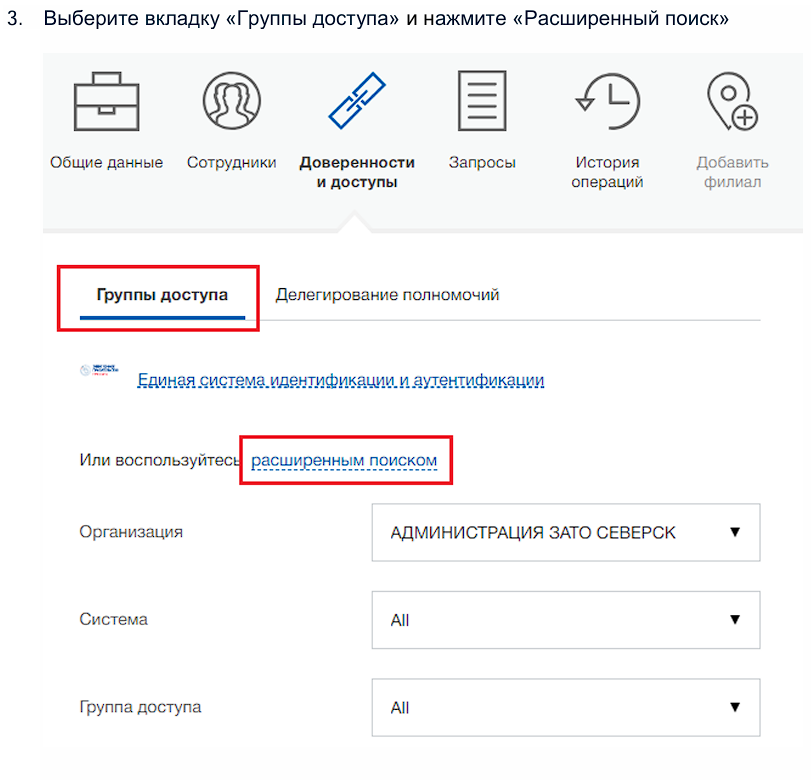 3. Выберите вкладку «Группы доступа» и нажмите «Расширенный поиск»
Общие данные
Сотрудники
Доверенности
и доступы
Запросы
История
операций
Добавить
филиал
Группы доступа
Делегирование полномочий
Единая система идентификации и аутентификации
Или воспользуйтесь расширенным поиском
Организация
АДМИНИСТРАЦИЯ ЗАТО СЕВЕРСК
Система
All
Группа доступа
All